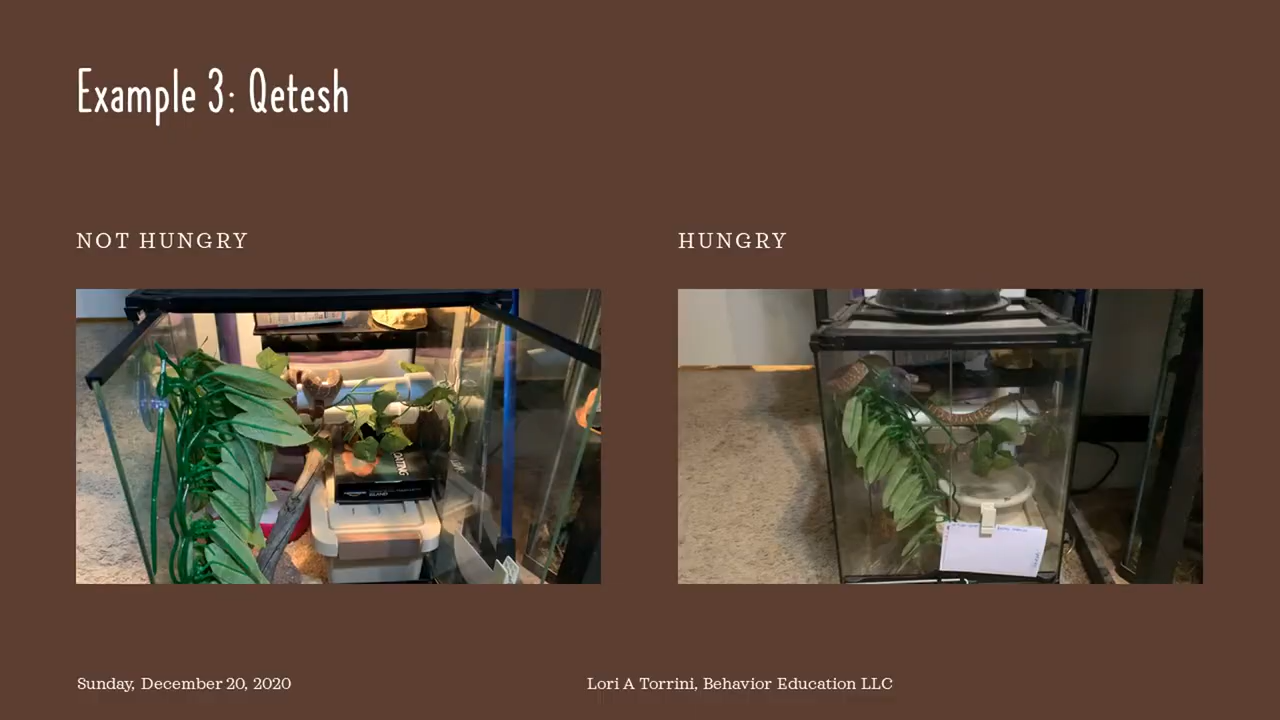 Example 3: Qetesh
NOT HUNGRY
HUNGRY
Sunday, December 20, 2020
Lori A Torrini, Behavior Education LLC